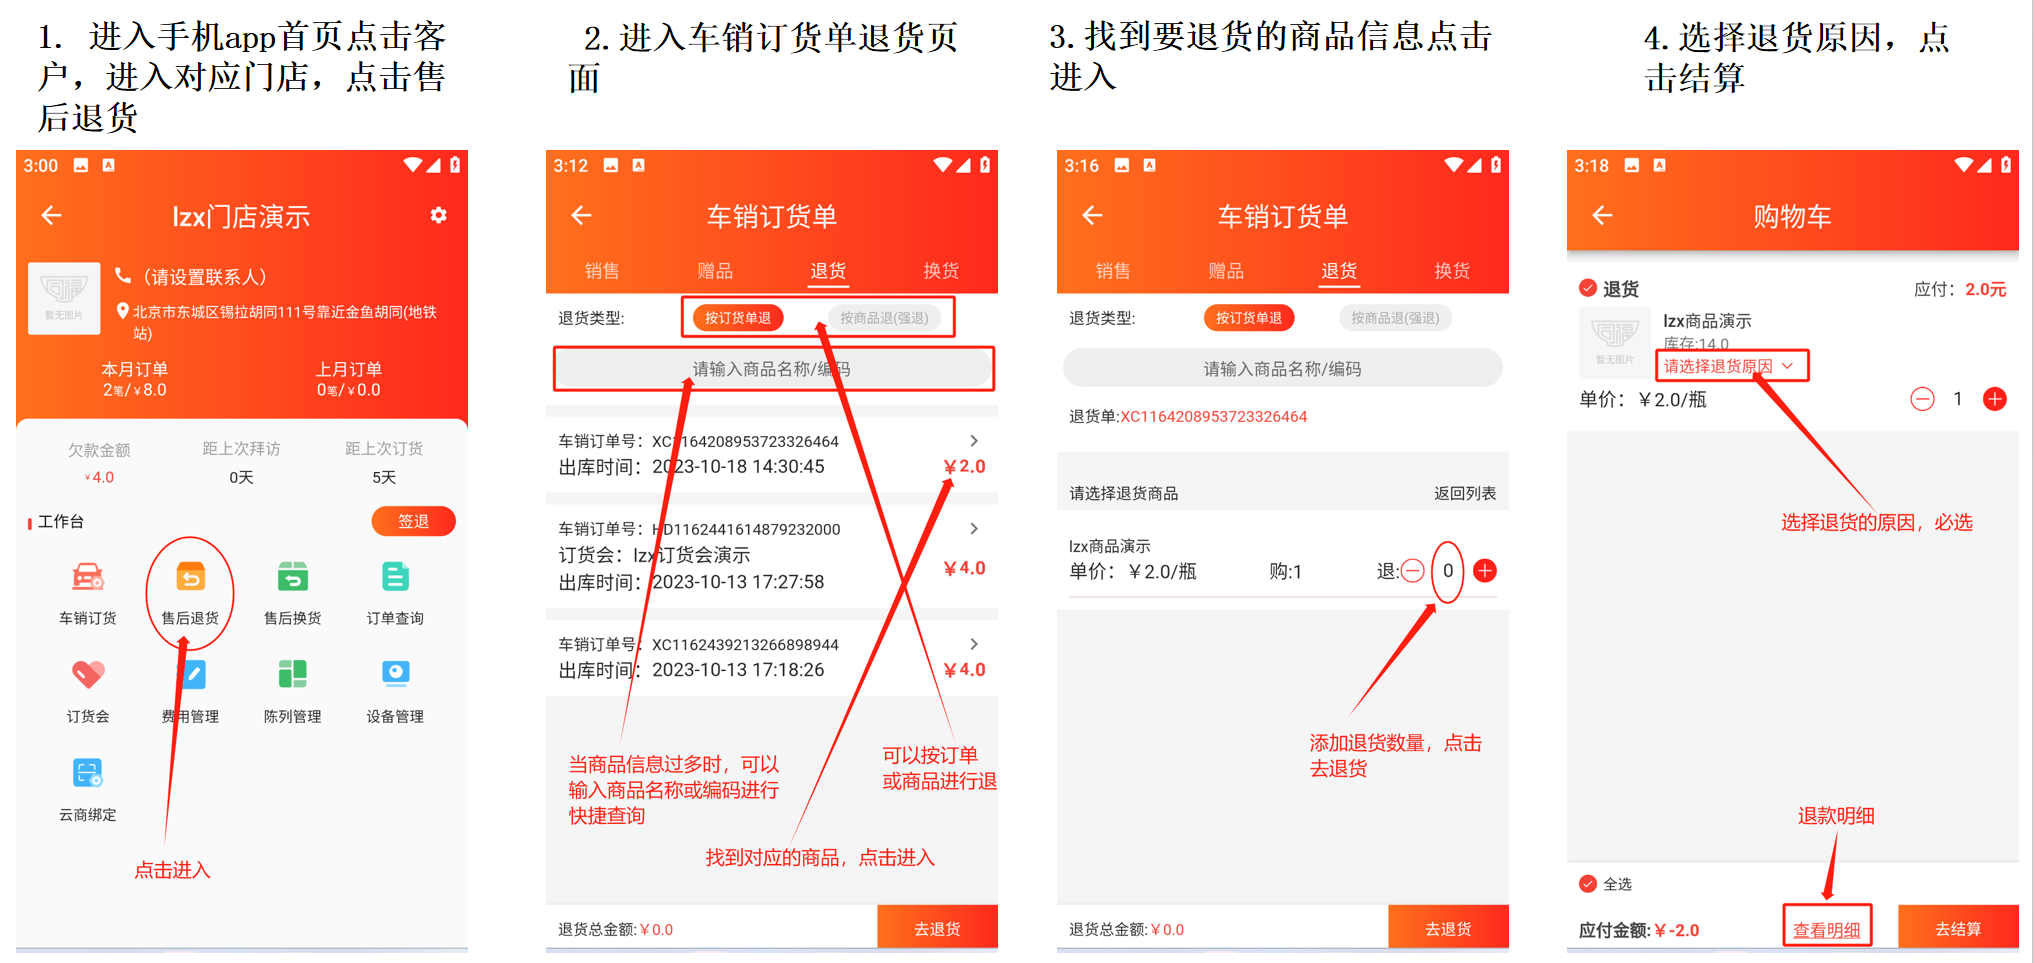 1. 进入手机app首页点击客
户，进入对应门店，点击售
后退货
3:00
lzx门店演示
暂无图片
（请设置联系人）
北京市东城区锡拉胡同111号靠近金鱼胡同(地铁
站)
本月订单 上月订单
2笔/¥8.0 0笔/¥0.0
欠款金额 距上次拜访 距上次订货
¥4.0 0天 5天
工作台 签退
车销订货 售后退货 售后换货 订单查询
订货会 费用管理 陈列管理 设备管理
云商绑定
点击进入
2.进入车销订货单退货页
面
3:12
车销订货单
销售 赠品 退货 换货
退货类型: 按订货单退 按商品退(强退)
请输入商品名称/编码
车销订单号：XC1164208953723326464
出库时间：2023-10-18 14:30:45 ¥2.0
车销订单号：HD1162441614879232000
订货会：lzx订货会演示
出库时间：2023-10-13 17:27:58 ¥4.0
车销订单号：XC1162439213266898944
出库时间：2023-10-13 17:18:26 ¥4.0
当商品信息过多时，可以
输入商品名称或编码进行
快捷查询
可以按订单
或商品进行退
找到对应的商品，点击进入
退货总金额:¥0.0 去退货
3.找到要退货的商品信息点击
进入
3:16
车销订货单
销售 赠品 退货 换货
退货类型: 按订货单退 按商品退(强退)
请输入商品名称/编码
退货单:XC1164208953723326464
请选择退货商品 返回列表
lzx商品演示
单价：¥2.0/瓶 购:1 退: 0
添加退货数量，点击
去退货
退货总金额:¥0.0 去退货
4.选择退货原因，点
击结算
3:18
购物车
退货 应付：2.0元
暂无图片
lzx商品演示
库存:14.0
请选择退货原因
单价：¥2.0/瓶 1
选择退货的原因，必选
退款明细
全选
应付金额:¥-2.0 查看明细 去结算